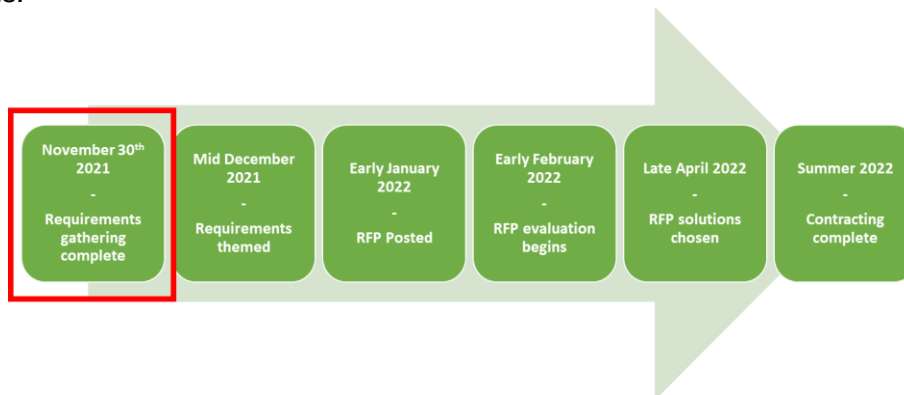 November 30th
2021
-
Requirements
gathering
complete
Mid December
2021
-
Requirements
themed
Early January
2022
-
RFP Posted
Early February
2022
-
RFP evaluation
begins
Late April 2022
-
RFP solutions
chosen
Summer 2022
-
Contracting
complete